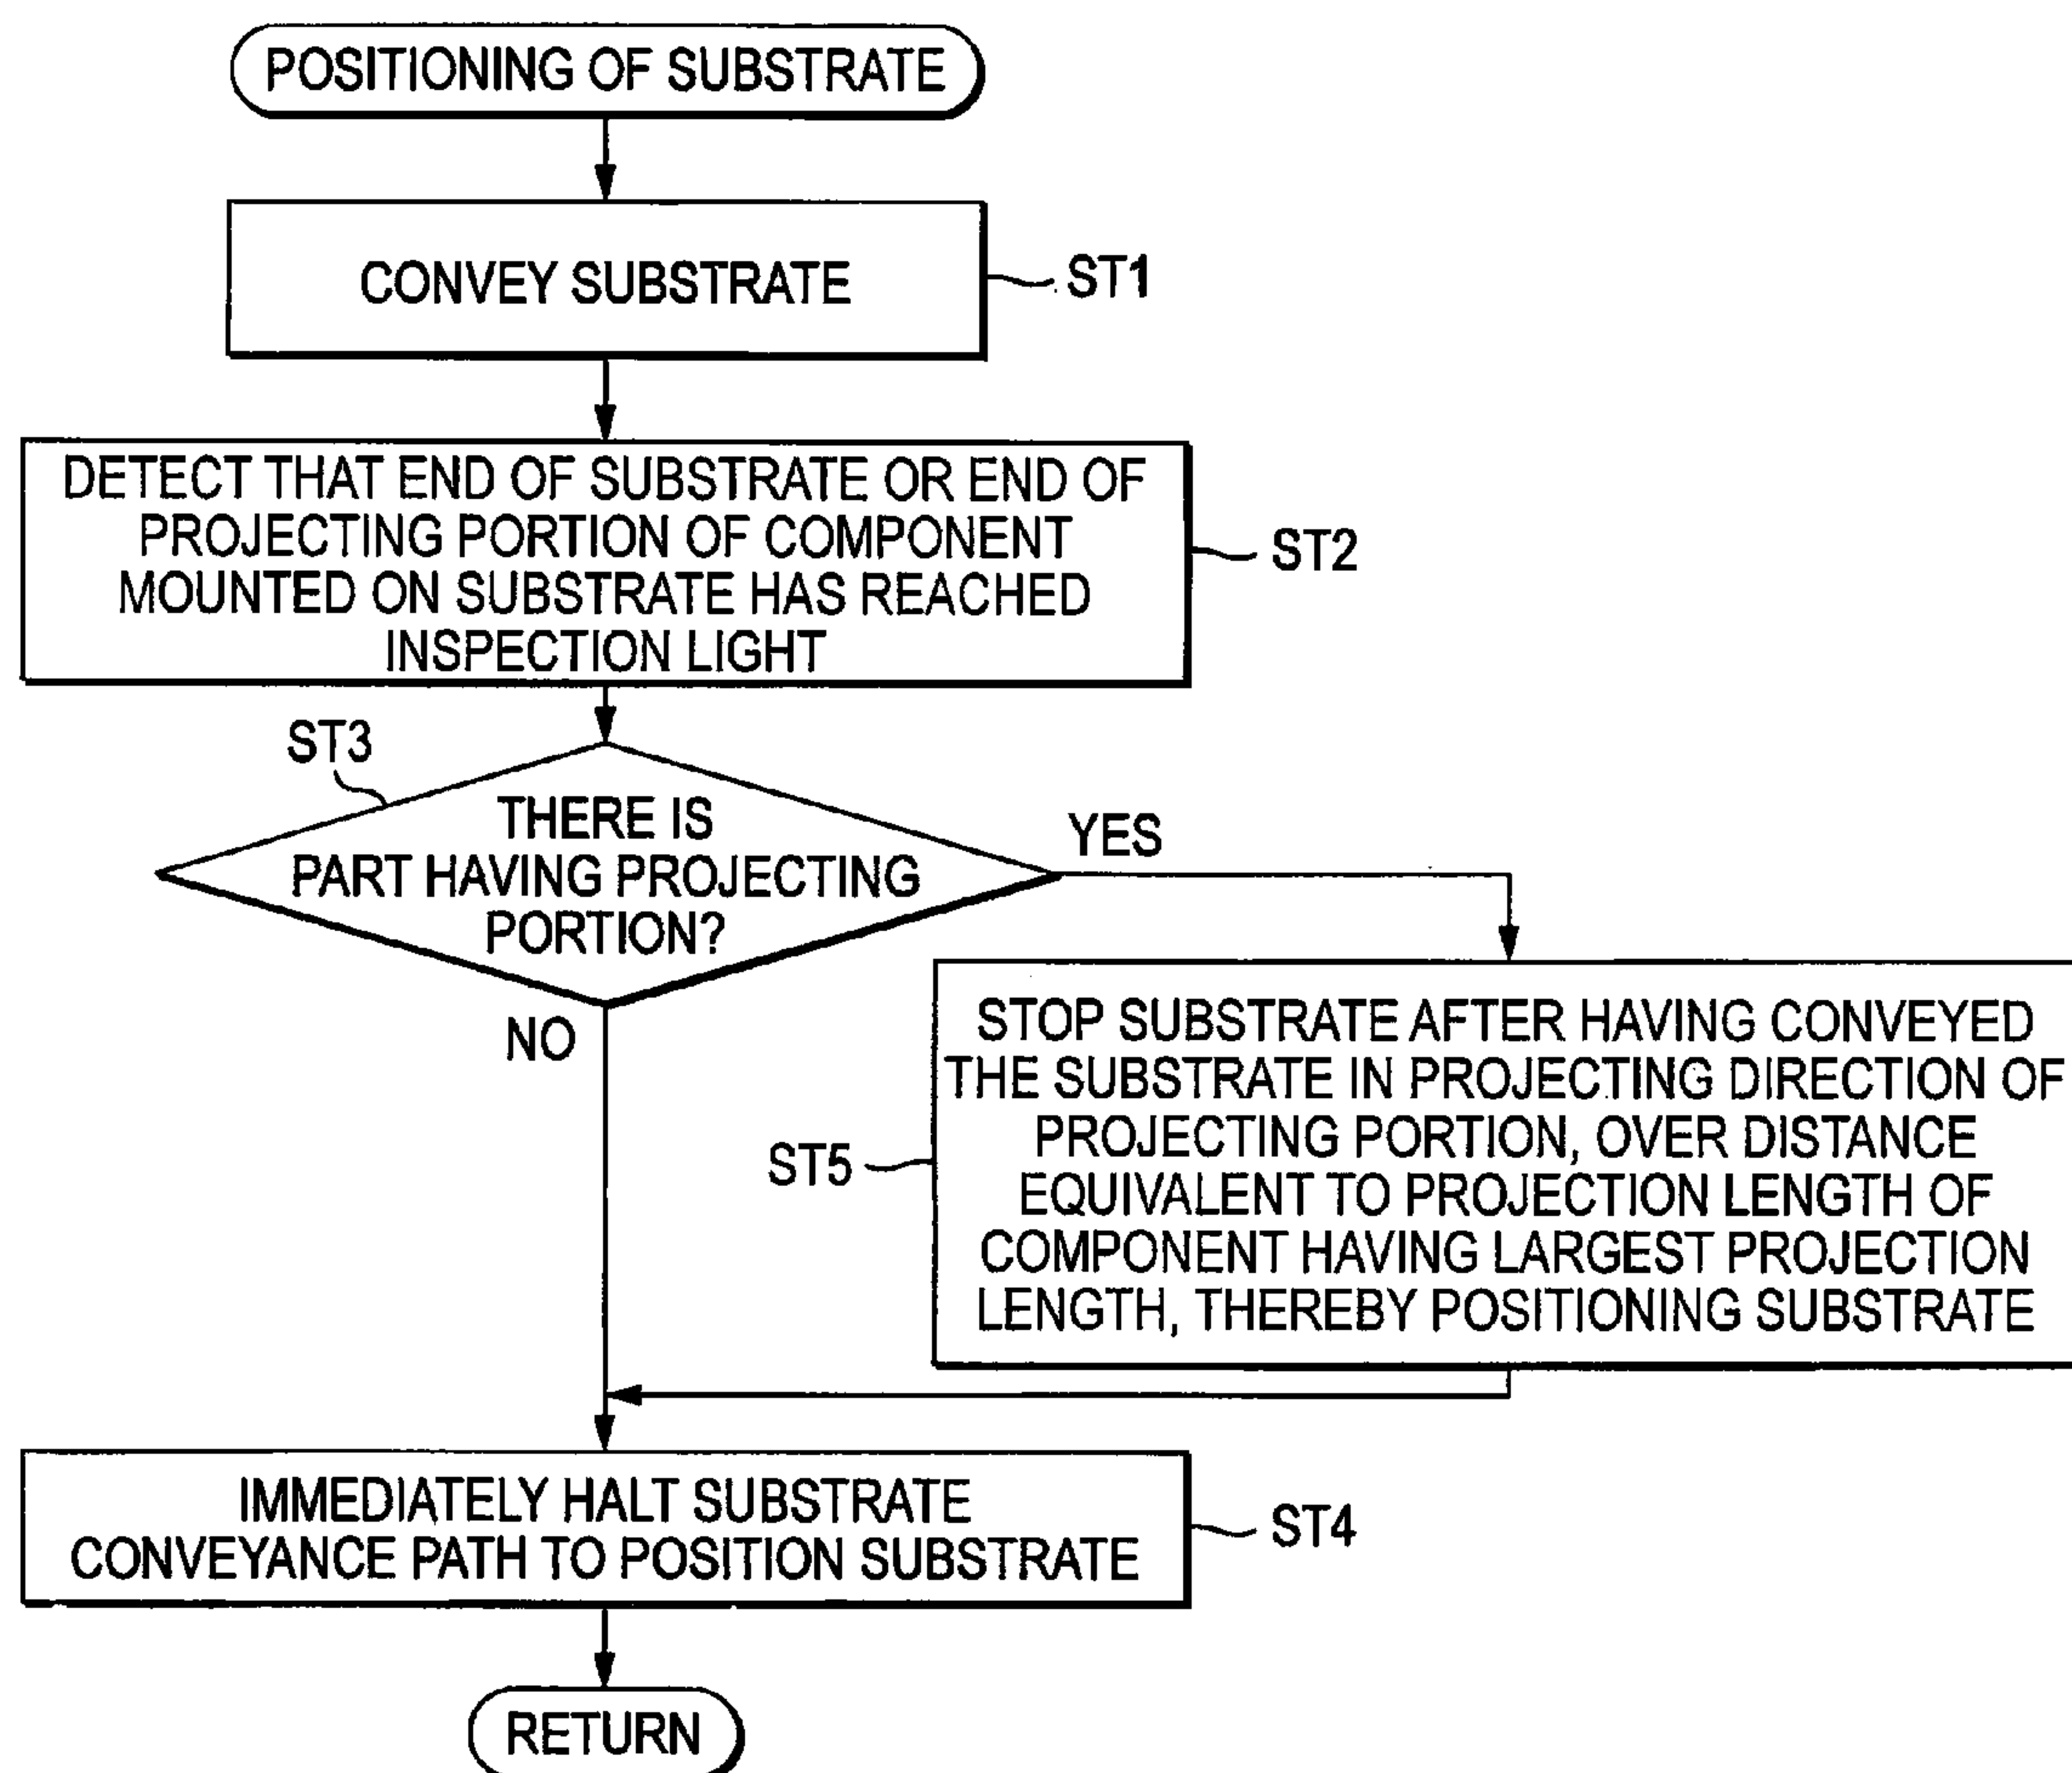 POSITIONING OF SUBSTRATE
CONVEY SUBSTRATE
ST1
DETECT THAT END OF SUBSTRATE OR END OF
PROJECTING PORTION OF COMPONENT
MOUNTED ON SUBSTRATE HAS REACHED
INSPECTION LIGHT
ST2
ST3
THERE IS
PART HAVING PROJECTING
PORTION?
YES
NO
STOP SUBSTRATE AFTER HAVING CONVEYED
THE SUBSTRATE IN PROJECTING DIRECTION OF
PROJECTING PORTION, OVER DISTANCE
EQUIVALENT TO PROJECTION LENGTH OF
COMPONENT HAVING LARGEST PROJECTION
LENGTH, THEREBY POSITIONING SUBSTRATE
ST5
IMMEDIATELY HALT SUBSTRATE
CONVEYANCE PATH TO POSITION SUBSTRATE
ST4
RETURN